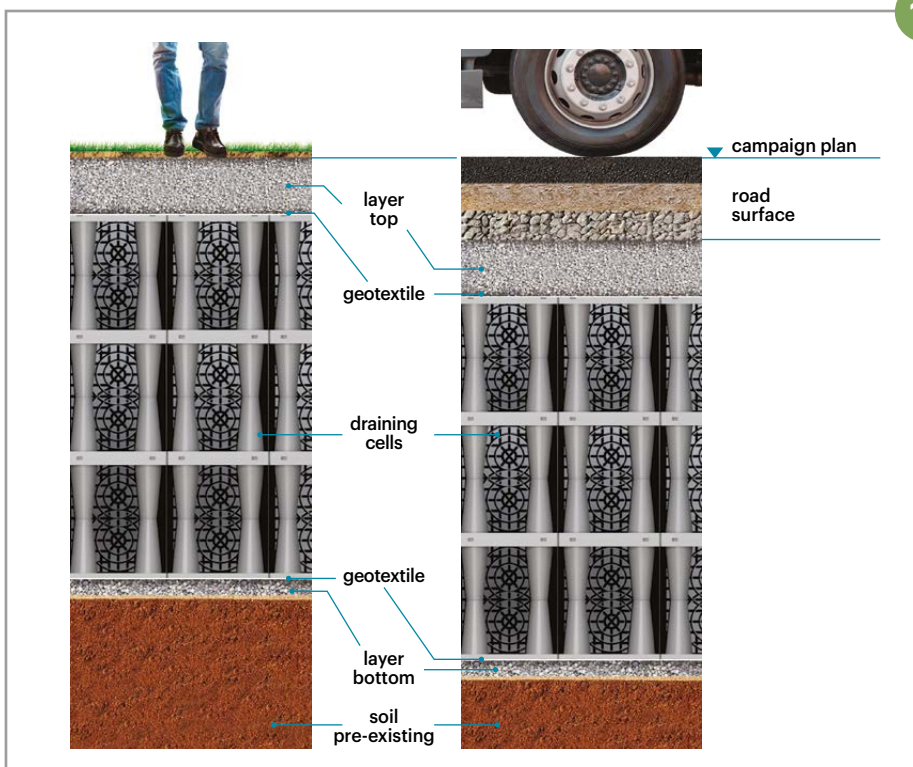 campaign plan
road
surface
layer
top
geotextile
draining
cells
geotextile
layer
bottom
soil
pre-existing